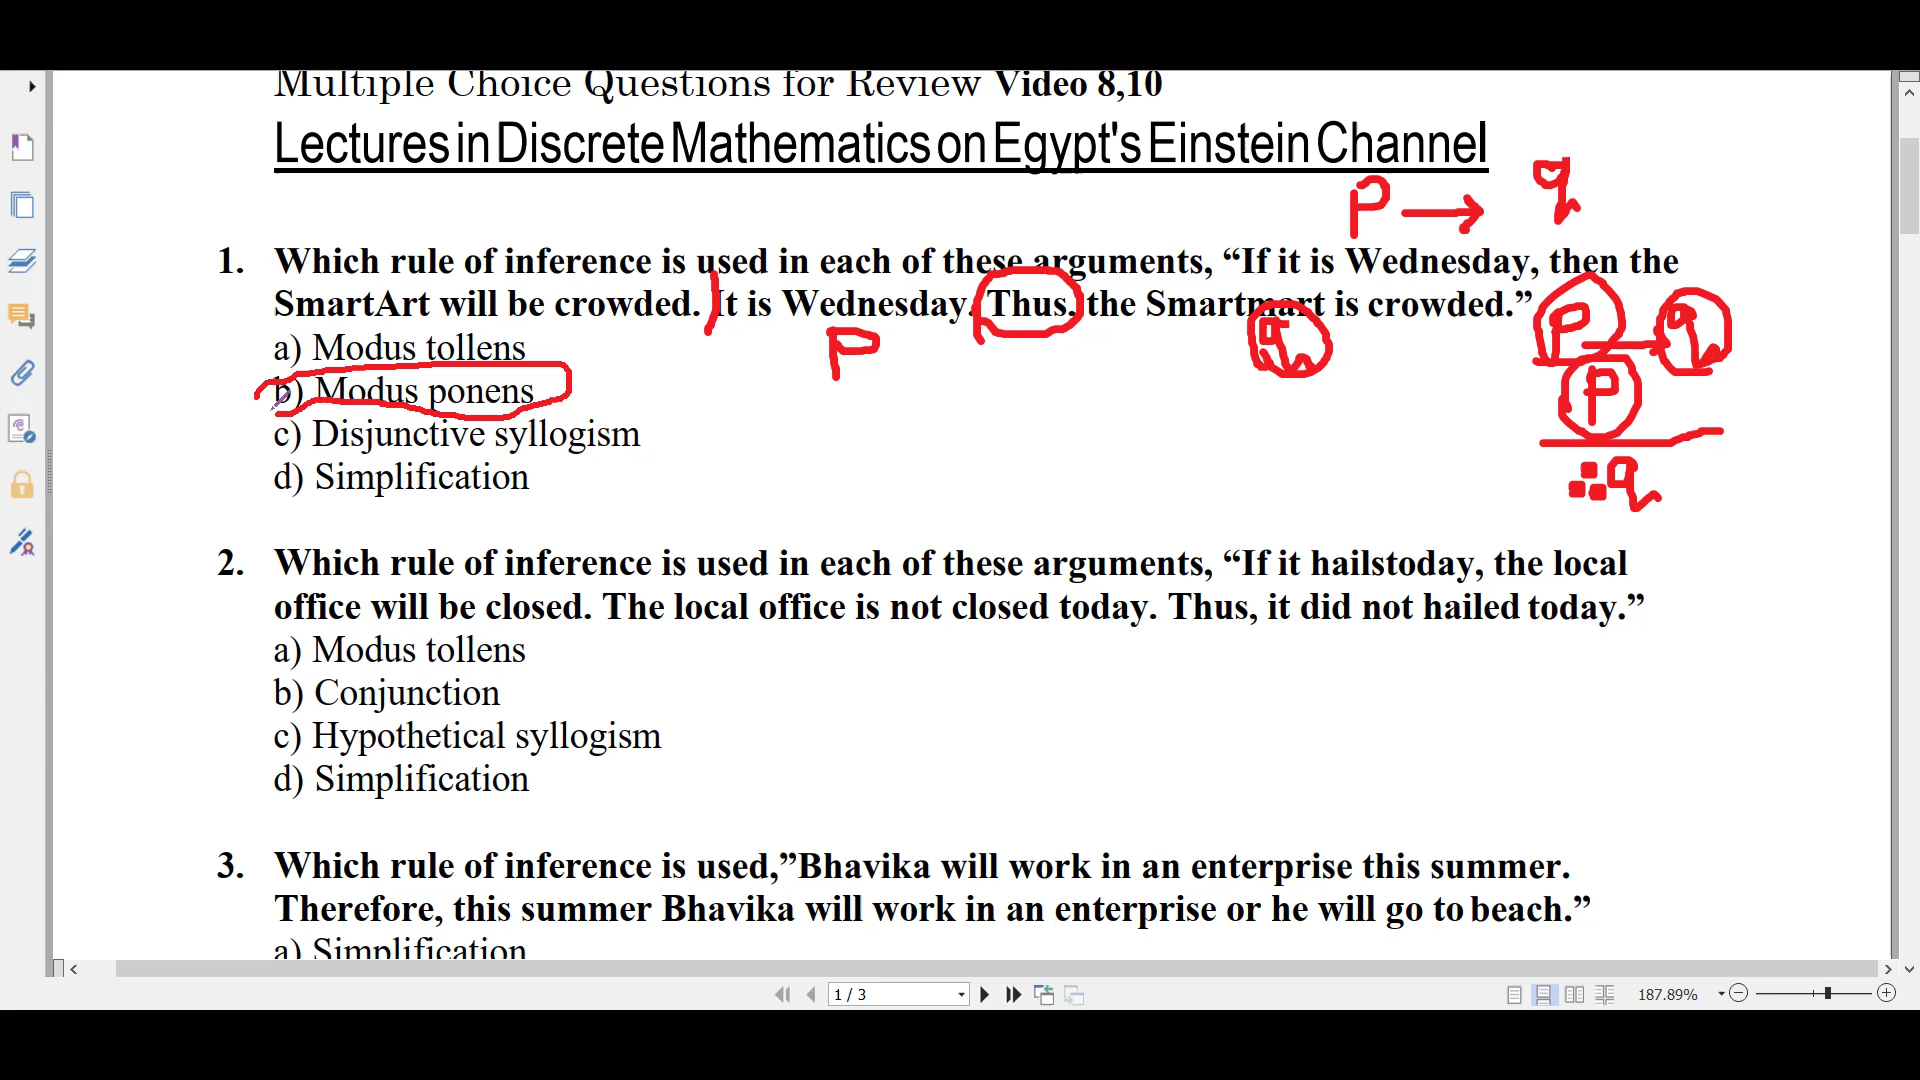 Multiple Choice Questions for Review Video 8,10
Lectures in Discrete Mathematics on Egypt's Einstein Channel
P → q
1. Which rule of inference is used in each of these arguments, “If it is Wednesday, then the
SmartArt will be crowded. It is Wednesday. Thus, the Smartmart is crowded.”
P
q
P → q
P
∴ q
a) Modus tollens
b) Modus ponens
c) Disjunctive syllogism
d) Simplification
2. Which rule of inference is used in each of these arguments, “If it hailstoday, the local
office will be closed. The local office is not closed today. Thus, it did not hailed today.”
a) Modus tollens
b) Conjunction
c) Hypothetical syllogism
d) Simplification
3. Which rule of inference is used,”Bhavika will work in an enterprise this summer.
Therefore, this summer Bhavika will work in an enterprise or he will go to beach.”
a) Simplification
1 / 3
187.89%